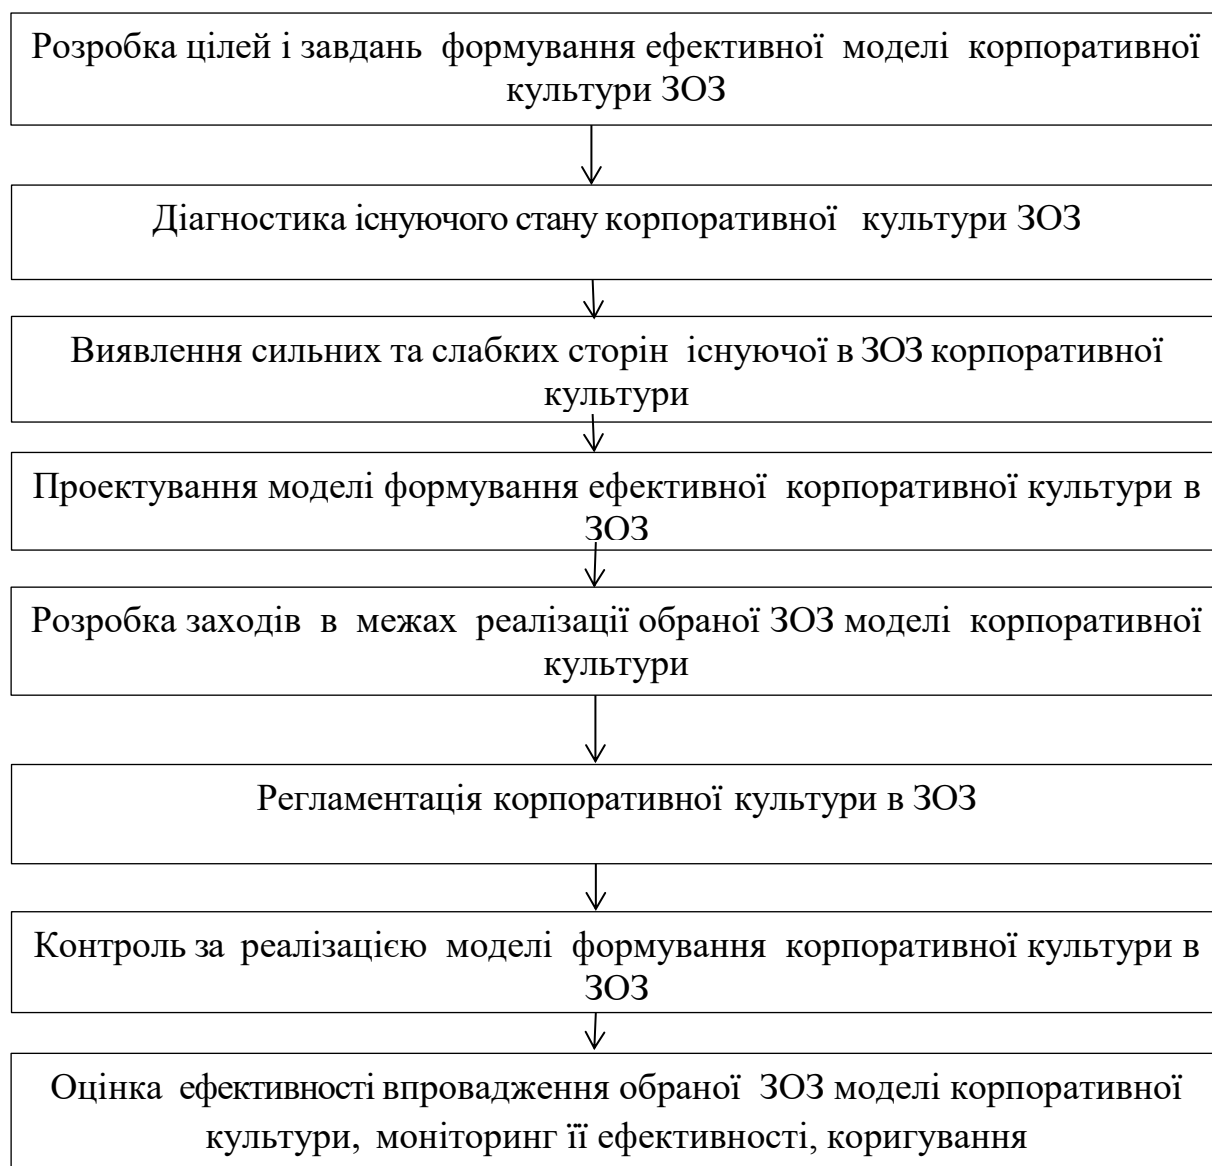 Розробка цілей і завдань формування ефективної моделі корпоративної
культури ЗОЗ
Діагностика існуючого стану корпоративної культури ЗОЗ
Виявлення сильних та слабких сторін існуючої в ЗОЗ корпоративної
культури
Проектування моделі формування ефективної корпоративної культури в
ЗОЗ
Розробка заходів в межах реалізації обраної ЗОЗ моделі корпоративної
культури
Регламентація корпоративної культури в ЗОЗ
Контроль за реалізацією моделі формування корпоративної культури в
ЗОЗ
Оцінка ефективності впровадження обраної ЗОЗ моделі корпоративної
культури, моніторинг її ефективності, коригування